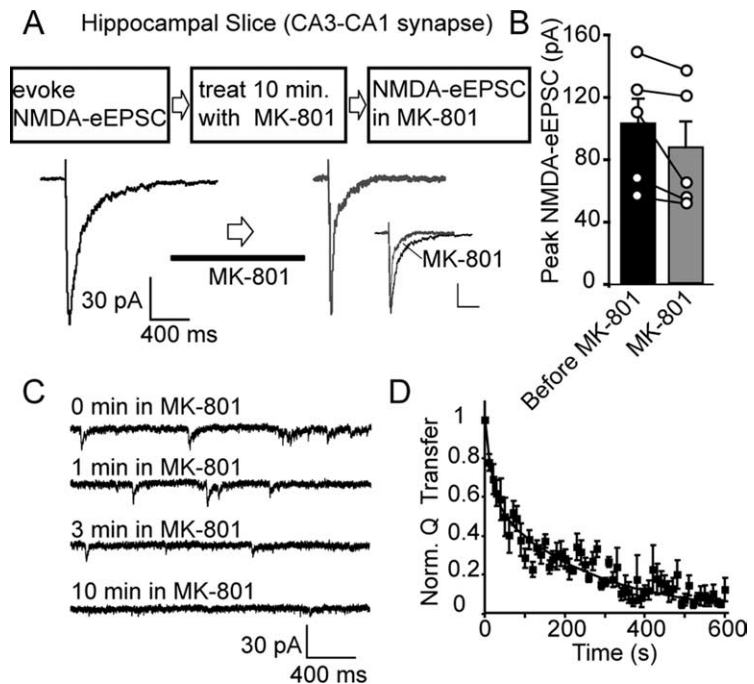 A
Hippocampal Slice (CA3-CA1 synapse)
evoke
NMDA-eEPSC
treat 10 min.
with MK-801
NMDA-eEPSC
in MK-801
MK-801
30 pA
400 ms
MK-801
B
Peak NMDA-eEPSC (pA)
160
120
80
40
0
Before MK-801
MK-801
C
0 min in MK-801
1 min in MK-801
3 min in MK-801
10 min in MK-801
30 pA
400 ms
D
Norm. Q Transfer
1
0.8
0.6
0.4
0.2
0
0
200
400
600
Time (s)